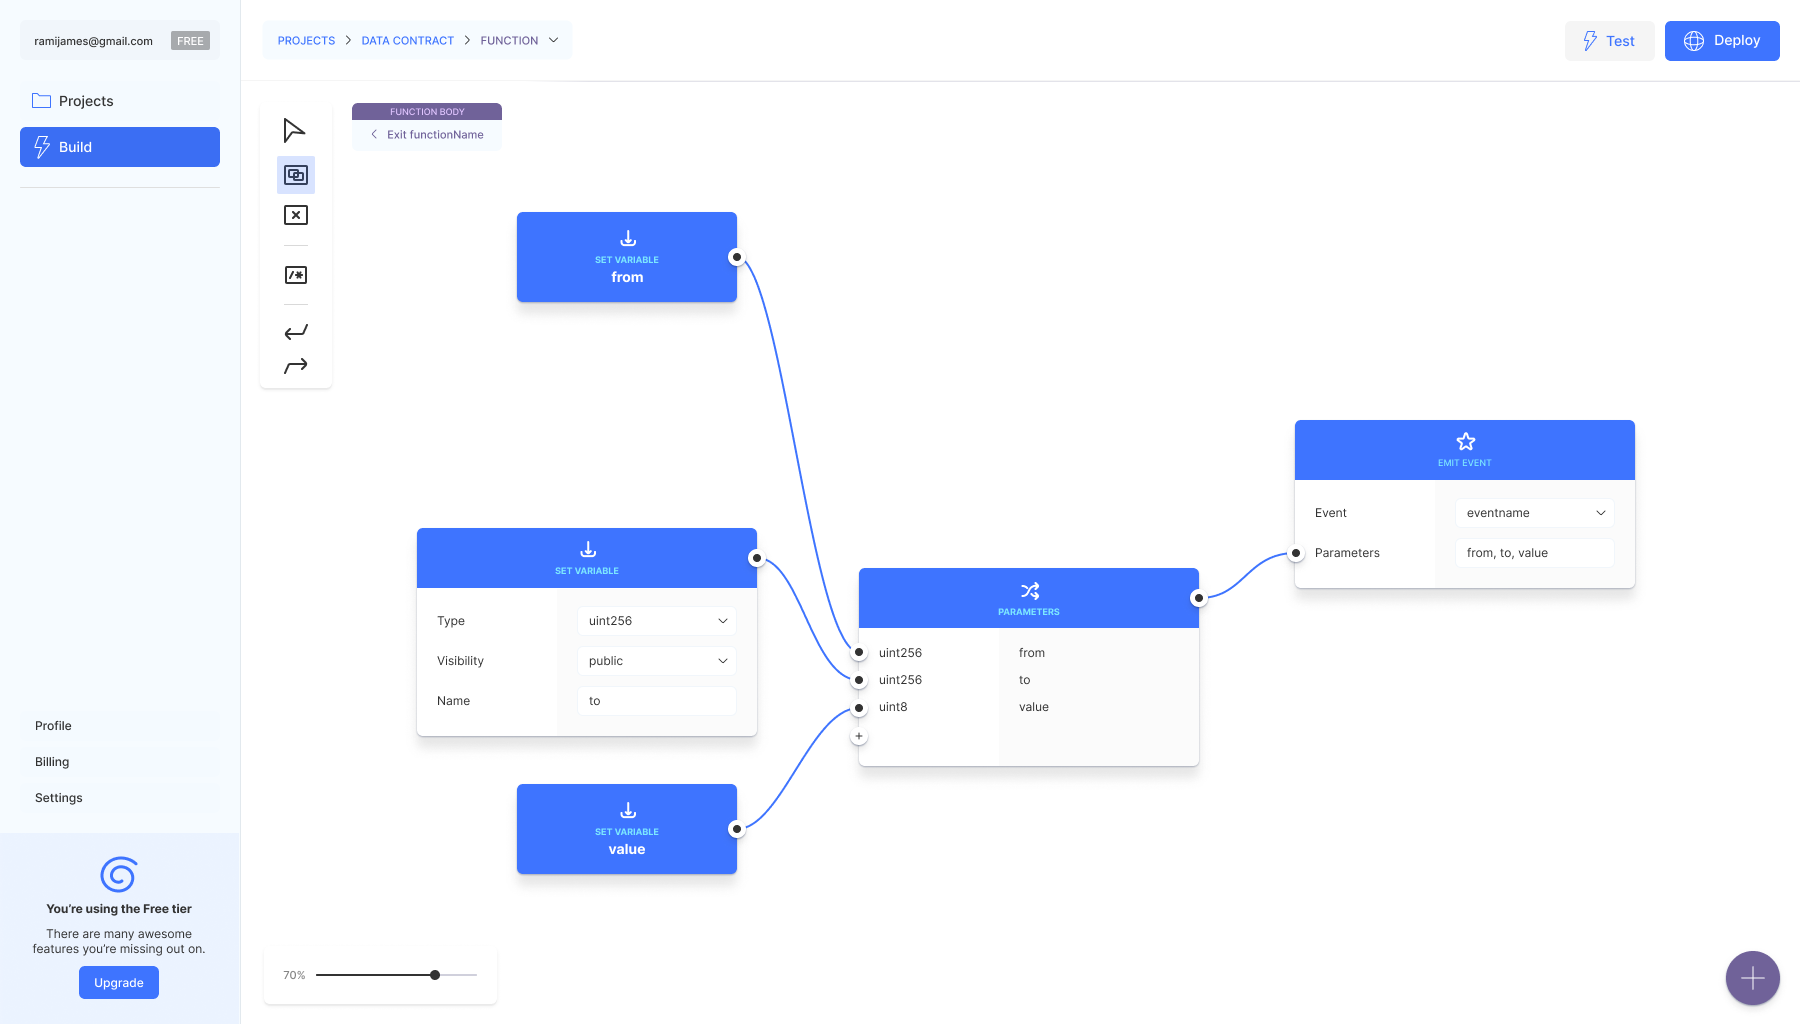 ramijames@gmail.com FREE
Projects
Build
Profile
Billing
Settings
You're using the Free tier
There are many awesome
features you're missing out on.
Upgrade
PROJECTS DATA CONTRACT FUNCTION
Test
Deploy
FUNCTION BODY
Exit functionName
/*
SET VARIABLE
from
SET VARIABLE
Type uint256
Visibility public
Name to
SET VARIABLE
value
PARAMETERS
uint256 from
uint256 to
uint8 value
EMIT EVENT
Event eventname
Parameters from, to, value
70%